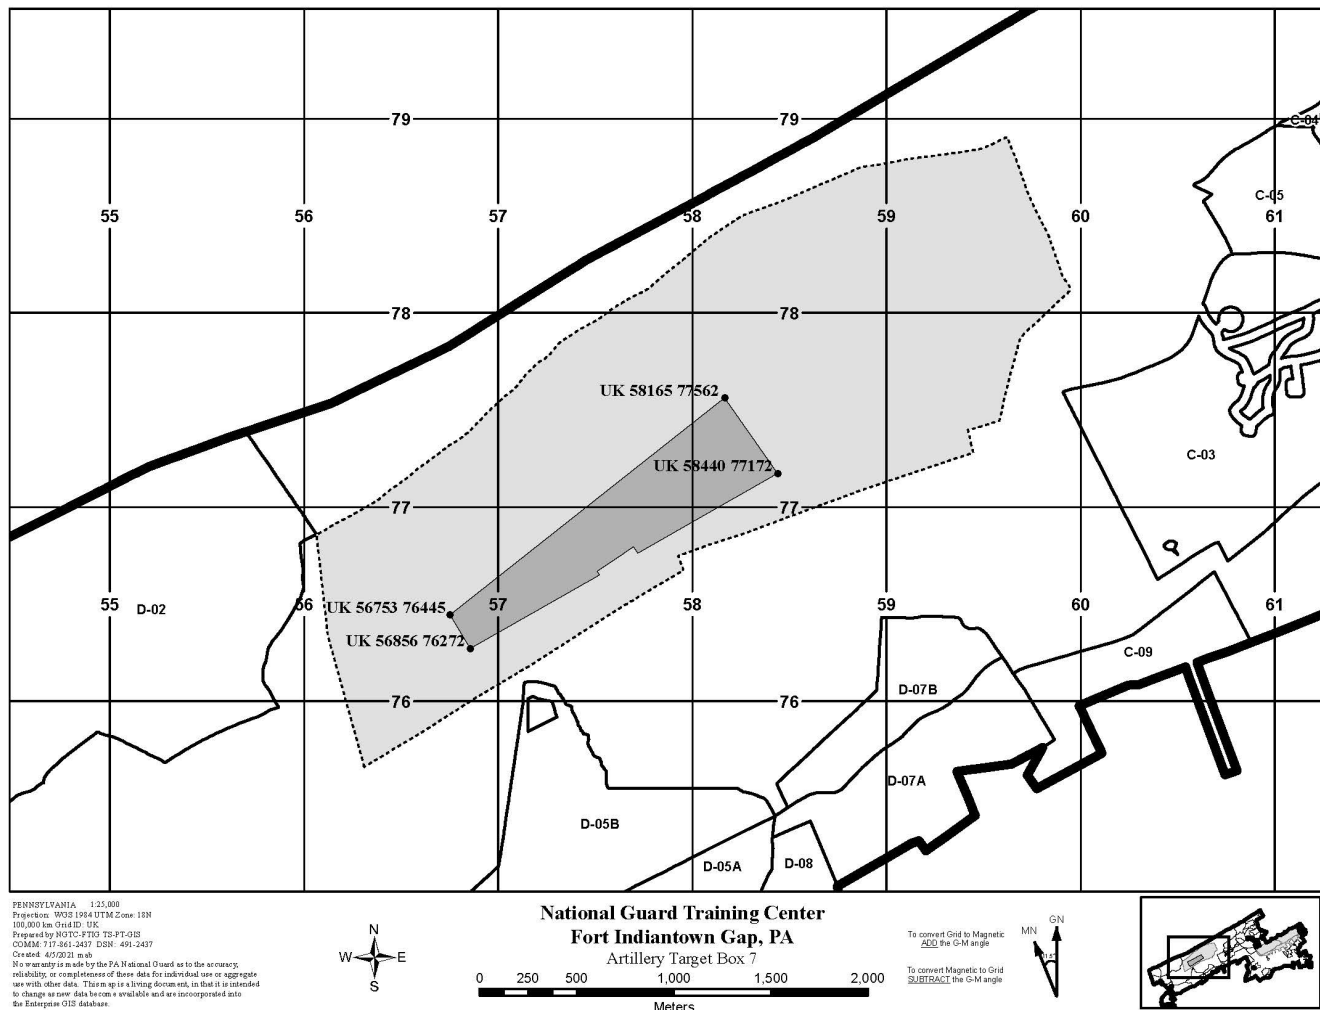 79 79
C-04
C-05
55 56 57 58 59 60 61
78 78
UK 58165 77562
UK 58440 77172
C-03
77 77
55 56 57 58 59 60 61
D-02
UK 56753 76445
UK 56856 76272
C-09
D-07B
76 76
D-07A
D-05B
D-05A
D-08
PENNSYLVANIA 1:25,000
Projection: WGS 1984 UTM Zone: 18N
100,000 km Grid ID: UK
Prepared by NGTC-FTIG TS-PT-GIS
COMM: 717-861-2437 DSN: 491-2437
Created: 4/5/2021 mab
No warranty is made by the PA National Guard as to the accuracy,
reliability, or completeness of these data for individual use or aggregate
use with other data. This map is a living document, in that it is intended
to change as new data become available and are incorporated into
the Enterprise GIS database.
N
W E
S
National Guard Training Center
Fort Indiantown Gap, PA
Artillery Target Box 7
0 500 1,000 1,500 2,000
Meters
To convert Grid to Magnetic
ADD the G-M angle
To convert Magnetic to Grid
SUBTRACT the G-M angle
GN
MN